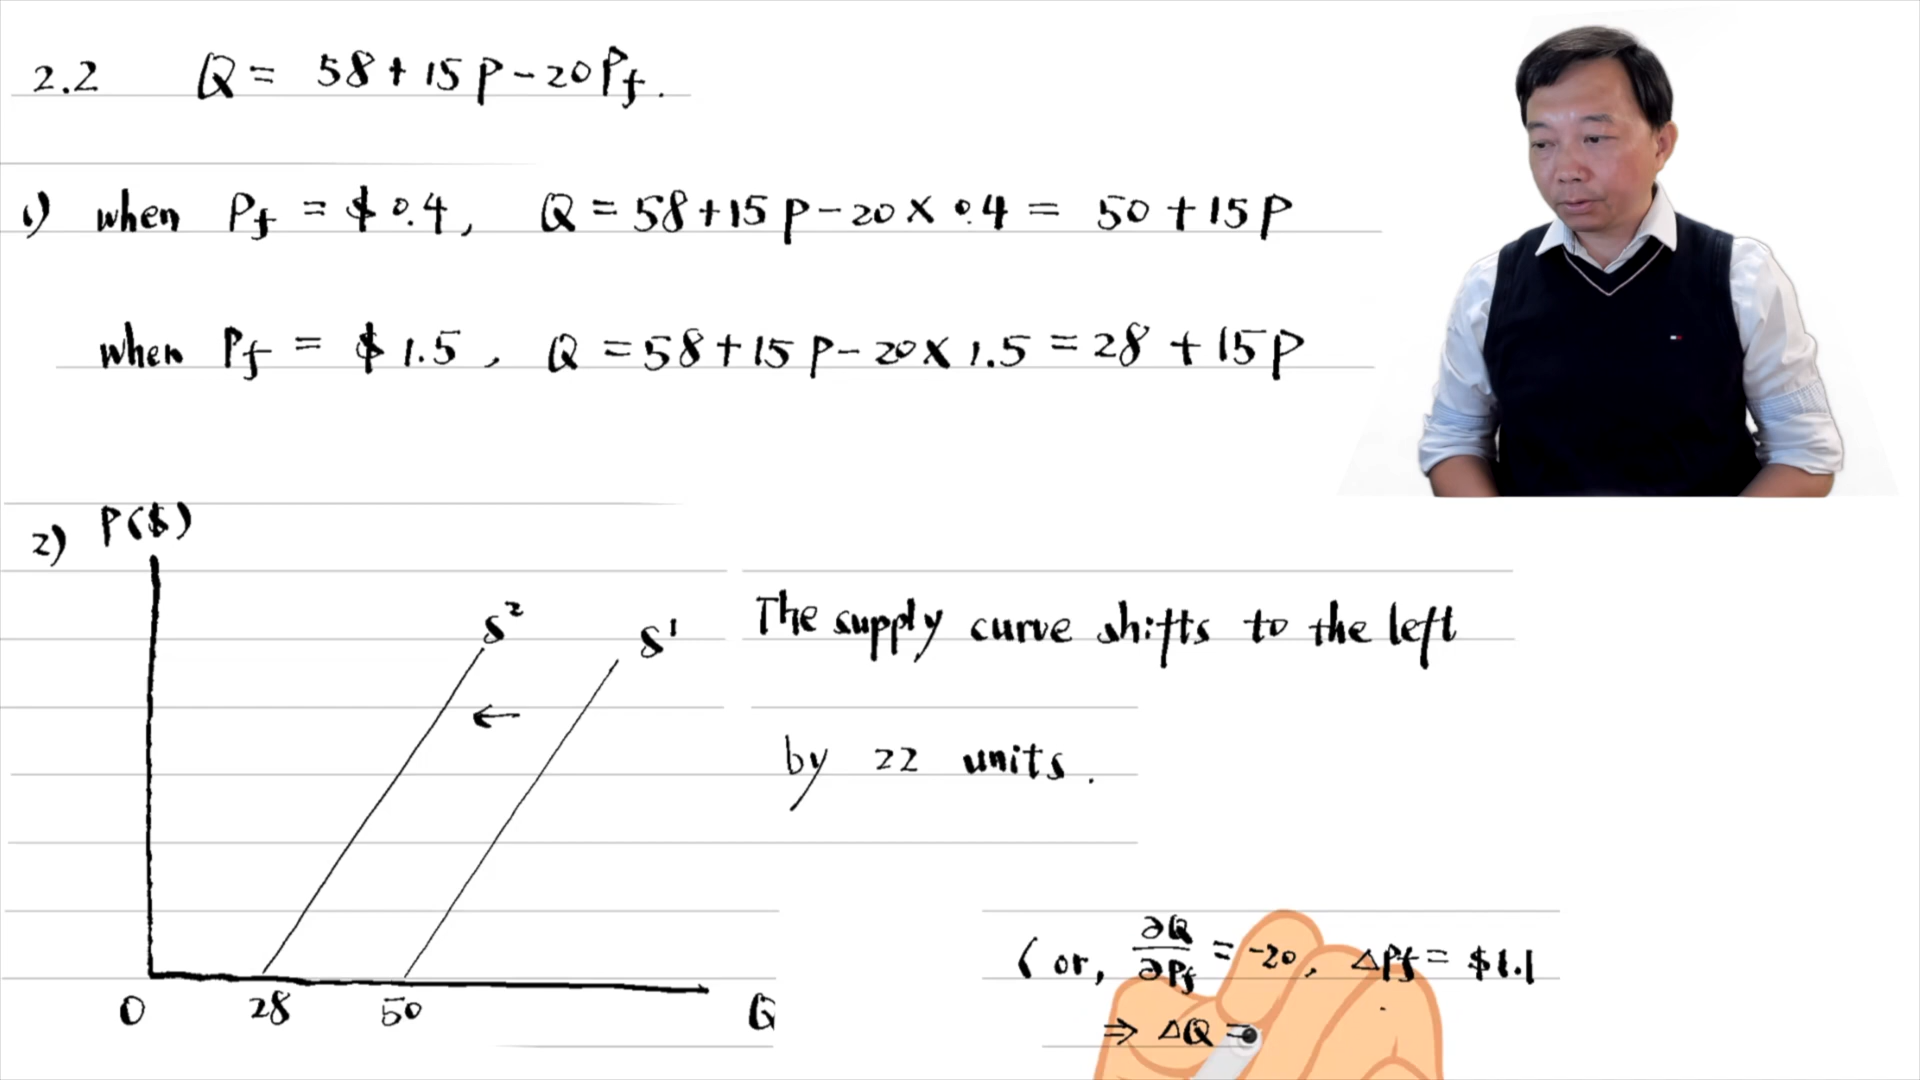 2.2 Q = 58 + 15p - 20Pf.
1) when Pf = $0.4, Q = 58 + 15p - 20 × 0.4 = 50 + 15p
when Pf = $1.5, Q = 58 + 15p - 20 × 1.5 = 28 + 15p
2) P($)
S²
S¹
←
The supply curve shifts to the left
by 22 units.
0 28 50 Q
(or, ∂Q/∂Pf = -20, ΔPf = $1.1
⇒ ΔQ =